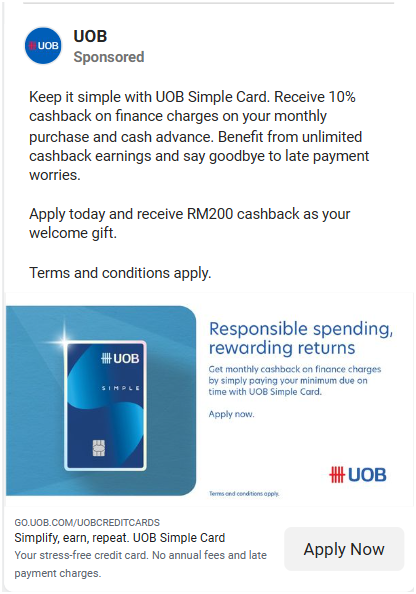 UOB
UOB
Sponsored
Keep it simple with UOB Simple Card. Receive 10%
cashback on finance charges on your monthly
purchase and cash advance. Benefit from unlimited
cashback earnings and say goodbye to late payment
worries.
Apply today and receive RM200 cashback as your
welcome gift.
Terms and conditions apply.
UOB
SIMPLE
Responsible spending,
rewarding returns
Get monthly cashback on finance charges
by simply paying your minimum due on
time with UOB Simple Card.
Apply now.
UOB
Terms and conditions apply.
GO.UOB.COM/UOBCREDITCARDS
Simplify, earn, repeat. UOB Simple Card
Your stress-free credit card. No annual fees and late
payment charges.
Apply Now